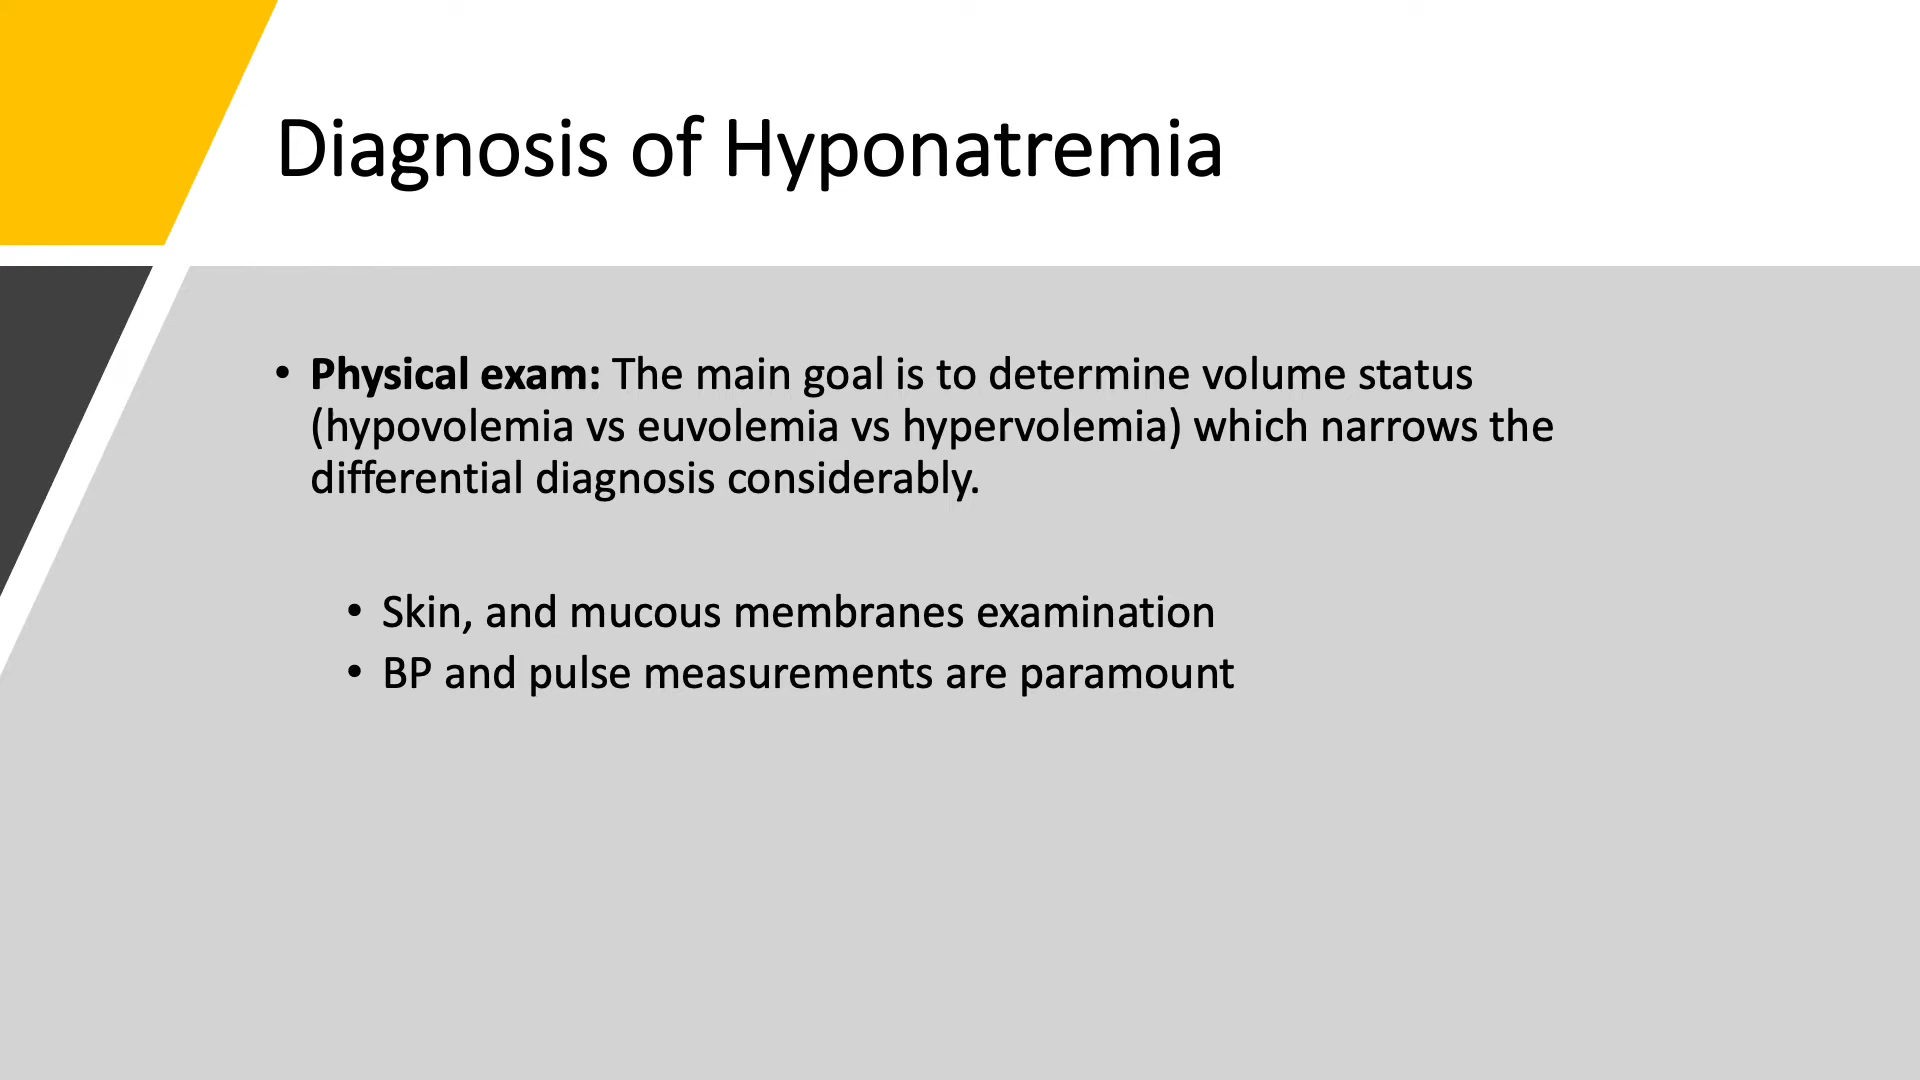 Diagnosis of Hyponatremia
• Physical exam: The main goal is to determine volume status
(hypovolemia vs euvolemia vs hypervolemia) which narrows the
differential diagnosis considerably.
• Skin, and mucous membranes examination
• BP and pulse measurements are paramount